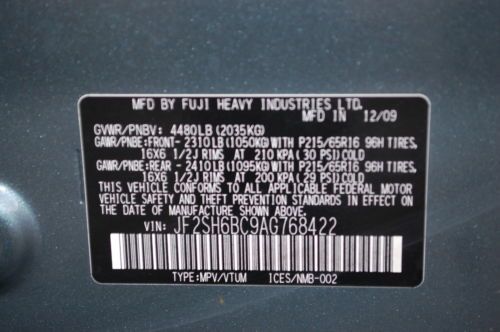 MFD BY FUJI HEAVY INDUSTRIES LTD.
MFD IN 12/09
GVWR/PNBV: 4480LB (2035KG)
GAWR/PNBE:FRONT- 2310LB (1050KG) WITH P215/65R16 96H TIRES,
16X6 1/2J RIMS AT 210 KPA (30 PSI) COLD
GAWR/PNBE:REAR - 2410LB (1095KG) WITH P215/65R16 96H TIRES,
16X6 1/2J RIMS AT 200 KPA (29 PSI) COLD
THIS VEHICLE CONFORMS TO ALL APPLICABLE FEDERAL MOTOR
VEHICLE SAFETY AND THEFT PREVENTION STANDARDS IN EFFECT
ON THE DATE OF MANUFACTURE SHOWN ABOVE.
VIN: JF2SH6BC9AG768422
TYPE:MPV/VTUM ICES/NMB-002